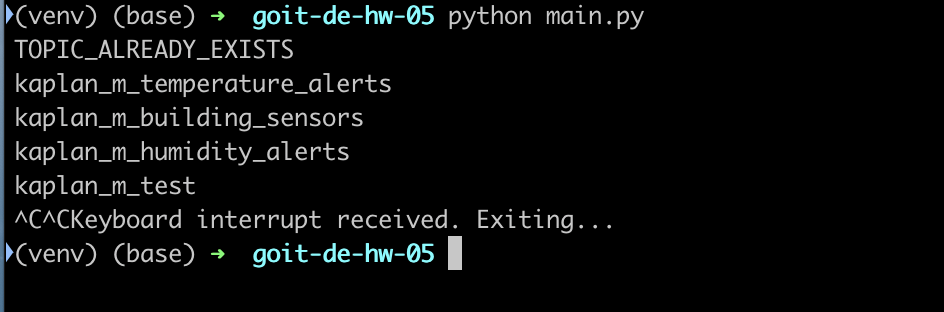 (venv) (base) ➜ goit-de-hw-05 python main.py
TOPIC_ALREADY_EXISTS
kaplan_m_temperature_alerts
kaplan_m_building_sensors
kaplan_m_humidity_alerts
kaplan_m_test
^C^CKeyboard interrupt received. Exiting...
(venv) (base) ➜ goit-de-hw-05